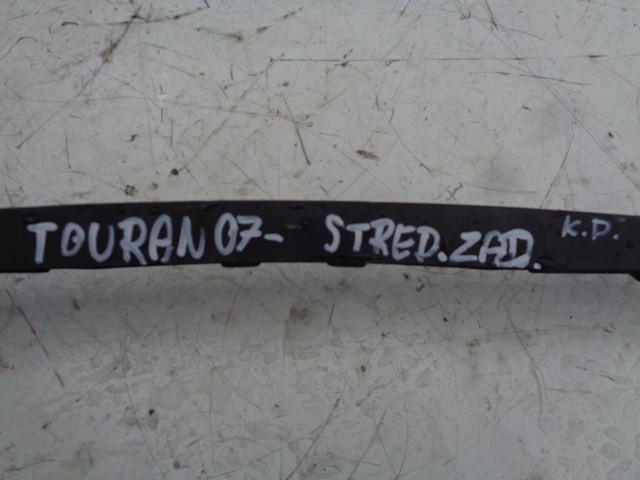 TOURAN 07- STRED.ZAD. K.D.